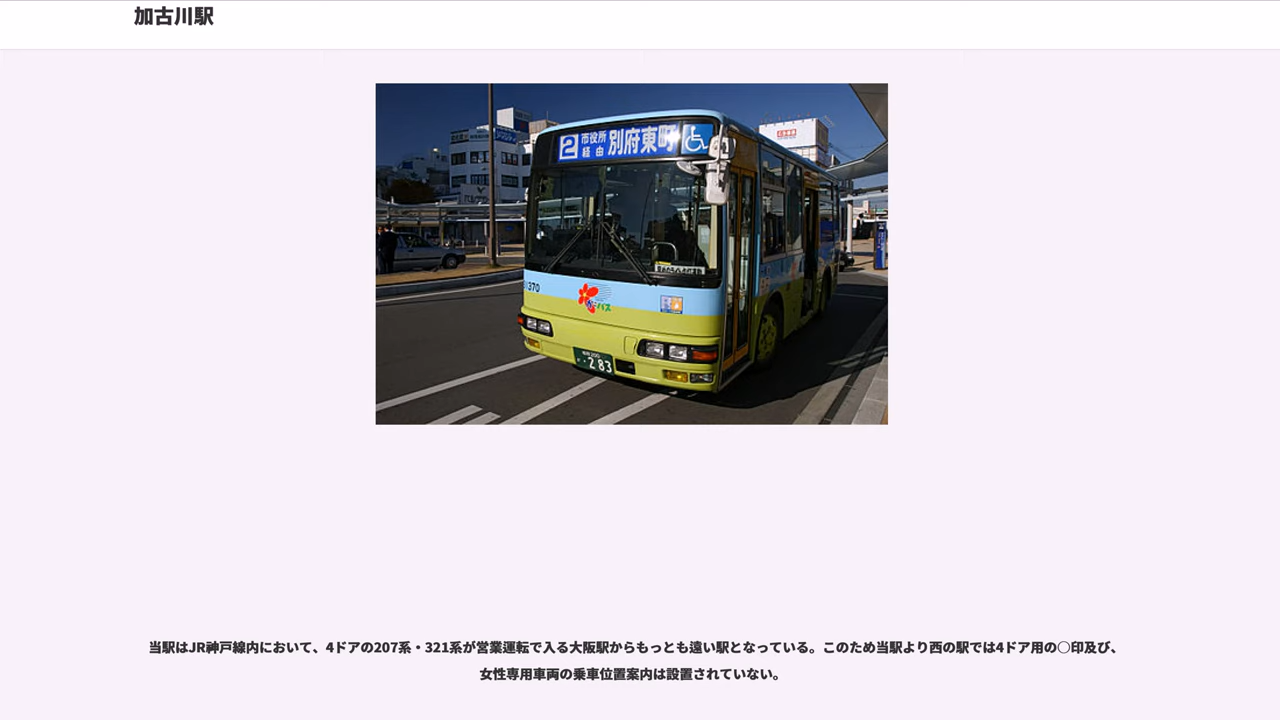 加古川駅
2 市役所 別府東町
経由
370
バス
・283
当駅はJR神戸線内において、4ドアの207系・321系が営業運転で入る大阪駅からもっとも遠い駅となっている。このため当駅より西の駅では4ドア用の○印及び、
女性専用車両の乗車位置案内は設置されていない。